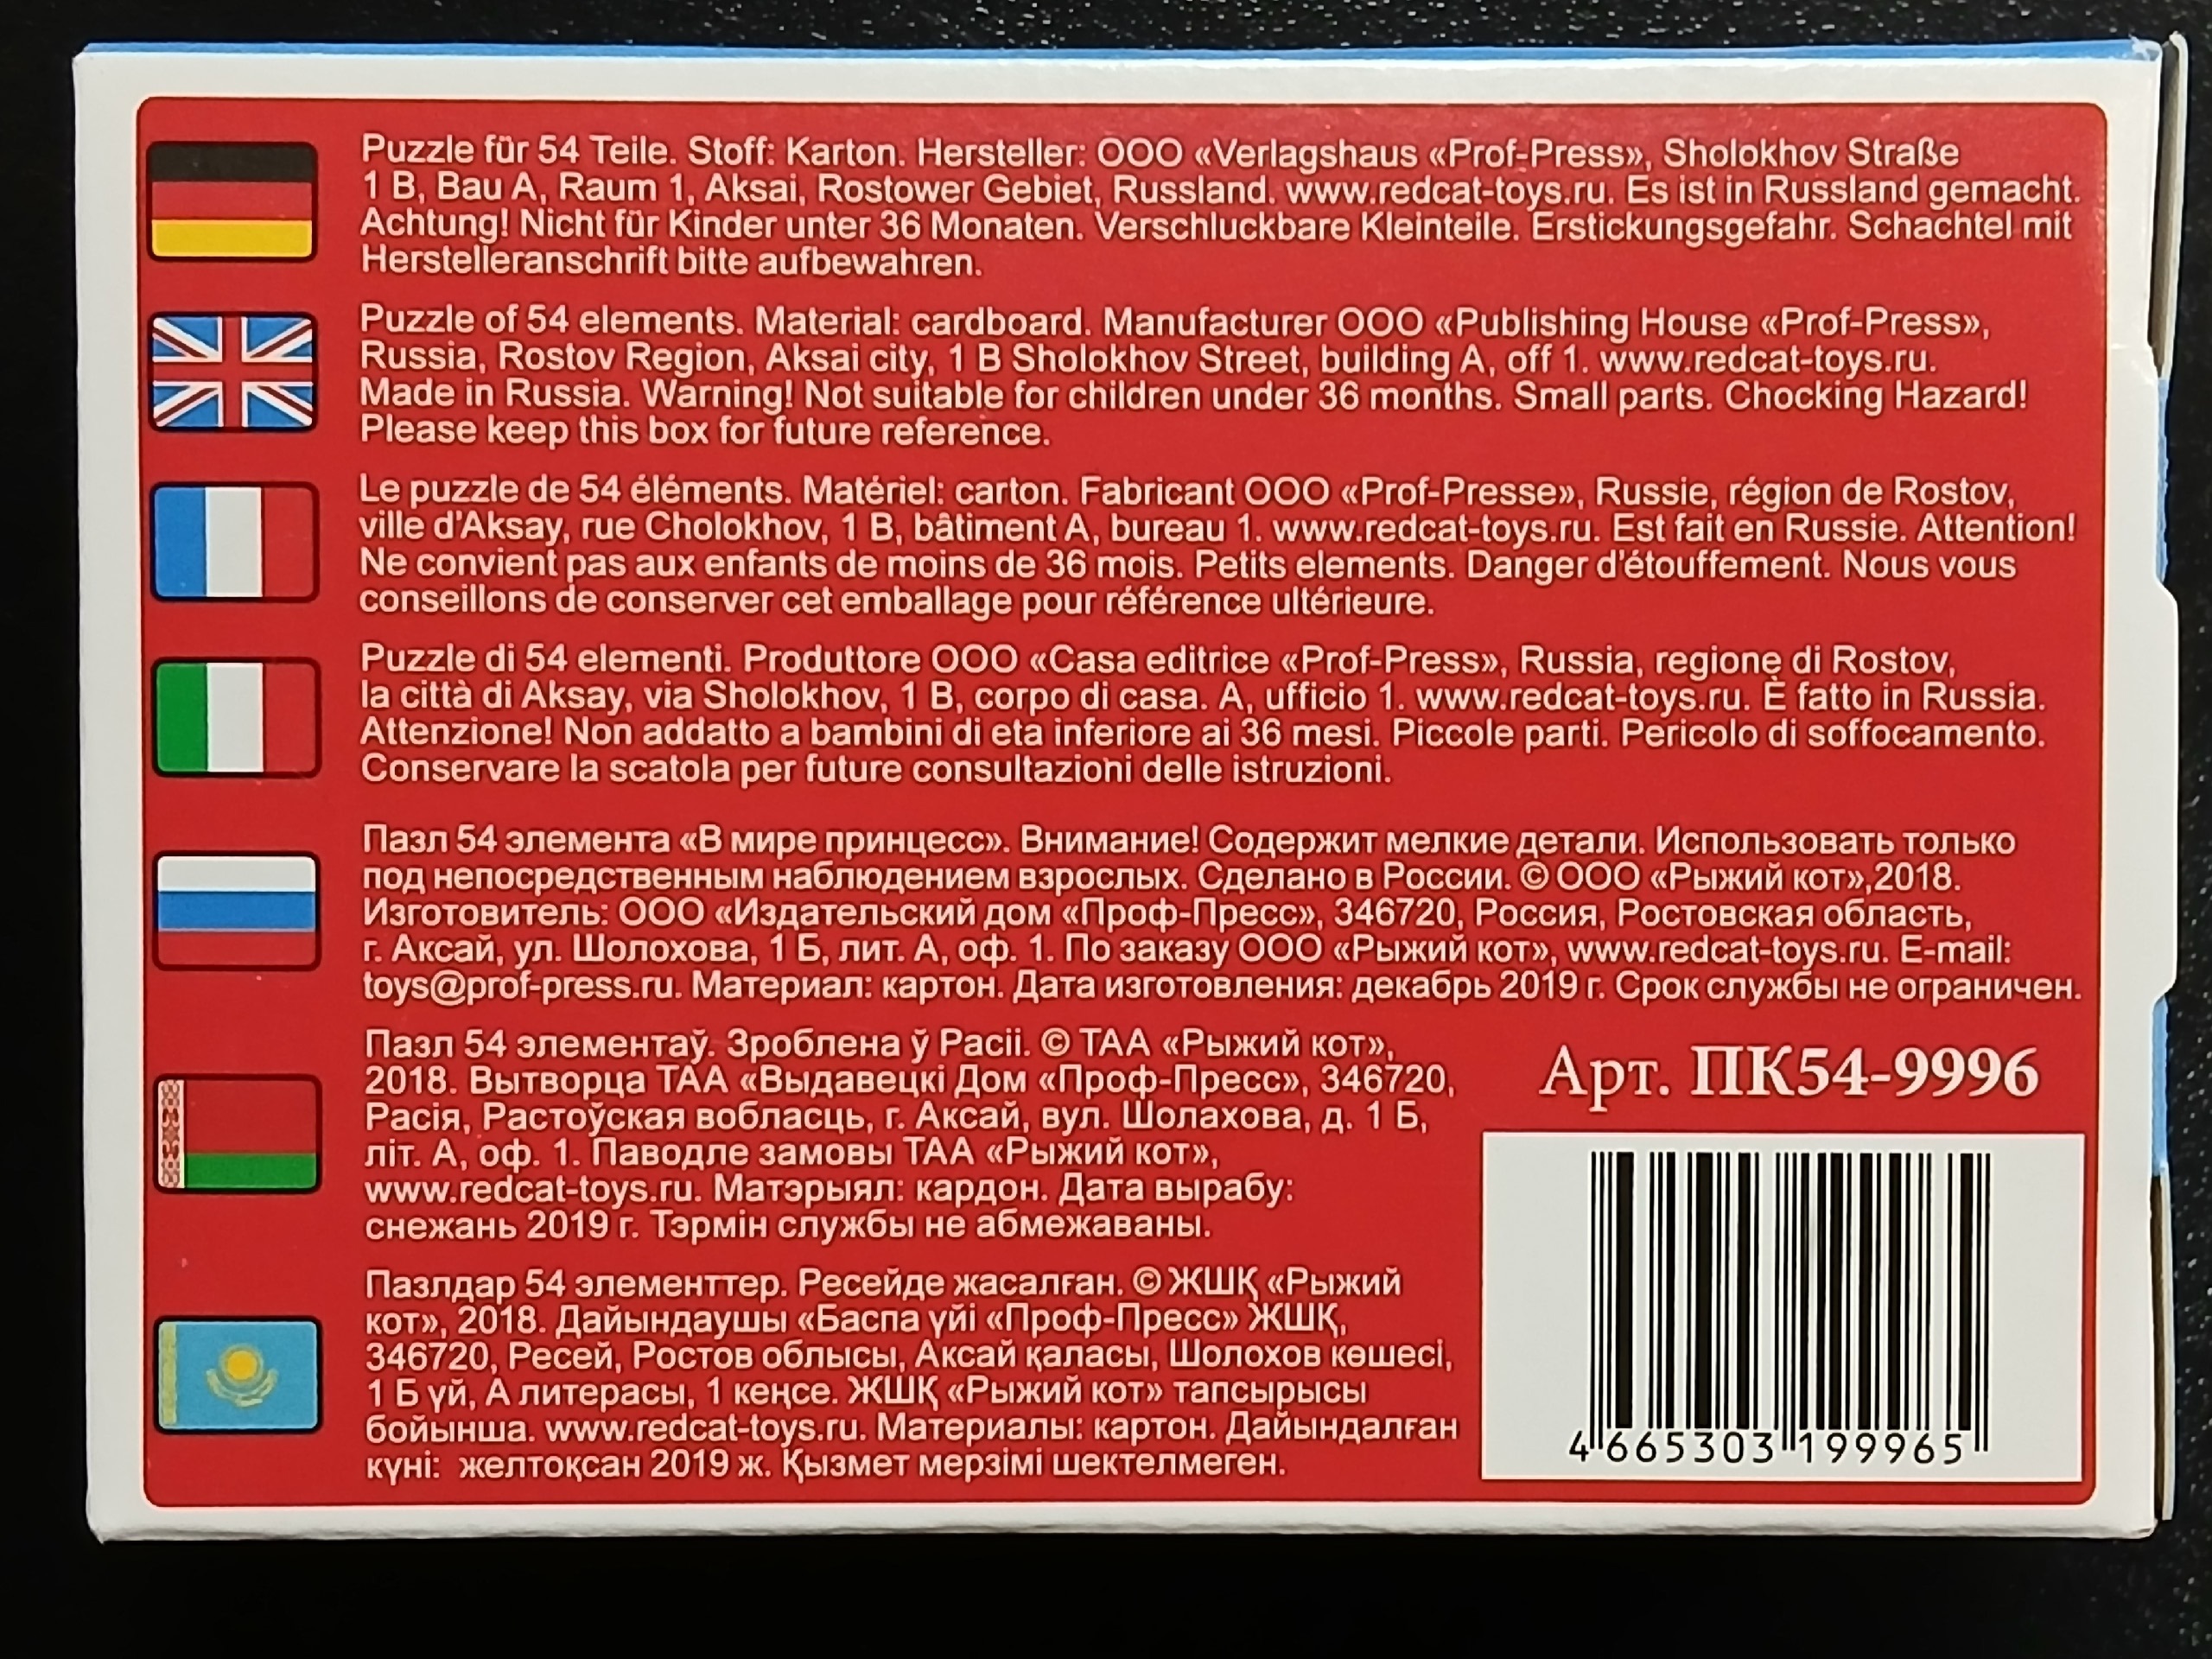 Puzzle für 54 Teile. Stoff: Karton. Hersteller: OOO «Verlagshaus «Prof-Press», Sholokhov Straße
1 B, Bau A, Raum 1, Aksai, Rostower Gebiet, Russland. www.redcat-toys.ru. Es ist in Russland gemacht.
Achtung! Nicht für Kinder unter 36 Monaten. Verschluckbare Kleinteile. Erstickungsgefahr. Schachtel mit
Herstelleranschrift bitte aufbewahren.
Puzzle of 54 elements. Material: cardboard. Manufacturer OOO «Publishing House «Prof-Press»,
Russia, Rostov Region, Aksai city, 1 B Sholokhov Street, building A, off 1. www.redcat-toys.ru.
Made in Russia. Warning! Not suitable for children under 36 months. Small parts. Chocking Hazard!
Please keep this box for future reference.
Le puzzle de 54 éléments. Matériel: carton. Fabricant OOO «Prof-Presse», Russie, région de Rostov,
ville d'Aksay, rue Cholokhov, 1 B, bâtiment A, bureau 1. www.redcat-toys.ru. Est fait en Russie. Attention!
Ne convient pas aux enfants de moins de 36 mois. Petits elements. Danger d'étouffement. Nous vous
conseillons de conserver cet emballage pour référence ultérieure.
Puzzle di 54 elementi. Produttore OOO «Casa editrice «Prof-Press», Russia, regione di Rostov,
la città di Aksay, via Sholokhov, 1 B, corpo di casa. A, ufficio 1. www.redcat-toys.ru. È fatto in Russia.
Attenzione! Non addatto a bambini di eta inferiore ai 36 mesi. Piccole parti. Pericolo di soffocamento.
Conservare la scatola per future consultazioni delle istruzioni.
Пазл 54 элемента «В мире принцесс». Внимание! Содержит мелкие детали. Использовать только
под непосредственным наблюдением взрослых. Сделано в России. © ООО «Рыжий кот»,2018.
Изготовитель: ООО «Издательский дом «Проф-Пресс», 346720, Россия, Ростовская область,
г. Аксай, ул. Шолохова, 1 Б, лит. А, оф. 1. По заказу ООО «Рыжий кот», www.redcat-toys.ru. E-mail:
toys@prof-press.ru. Материал: картон. Дата изготовления: декабрь 2019 г. Срок службы не ограничен.
Пазл 54 элементаў. Зроблена ў Расіі. © ТАА «Рыжий кот»,
2018. Вытворца ТАА «Выдавецкі Дом «Проф-Пресс», 346720,
Расія, Растоўская вобласць, г. Аксай, вул. Шолахова, д. 1 Б,
літ. А, оф. 1. Паводле замовы ТАА «Рыжий кот»,
www.redcat-toys.ru. Матэрыял: кардон. Дата вырабу:
снежань 2019 г. Тэрмін службы не абмежаваны.
Арт. ПК54-9996
Пазлдар 54 элементтер. Ресейде жасалған. © ЖШҚ «Рыжий
кот», 2018. Дайындаушы «Баспа үйі «Проф-Пресс» ЖШҚ,
346720, Ресей, Ростов облысы, Аксай қаласы, Шолохов көшесі,
1 Б үй, А литерасы, 1 кеңсе. ЖШҚ «Рыжий кот» тапсырысы
бойынша. www.redcat-toys.ru. Материалы: картон. Дайындалған
күні: желтоқсан 2019 ж. Қызмет мерзімі шектелмеген.
4 665303 199965